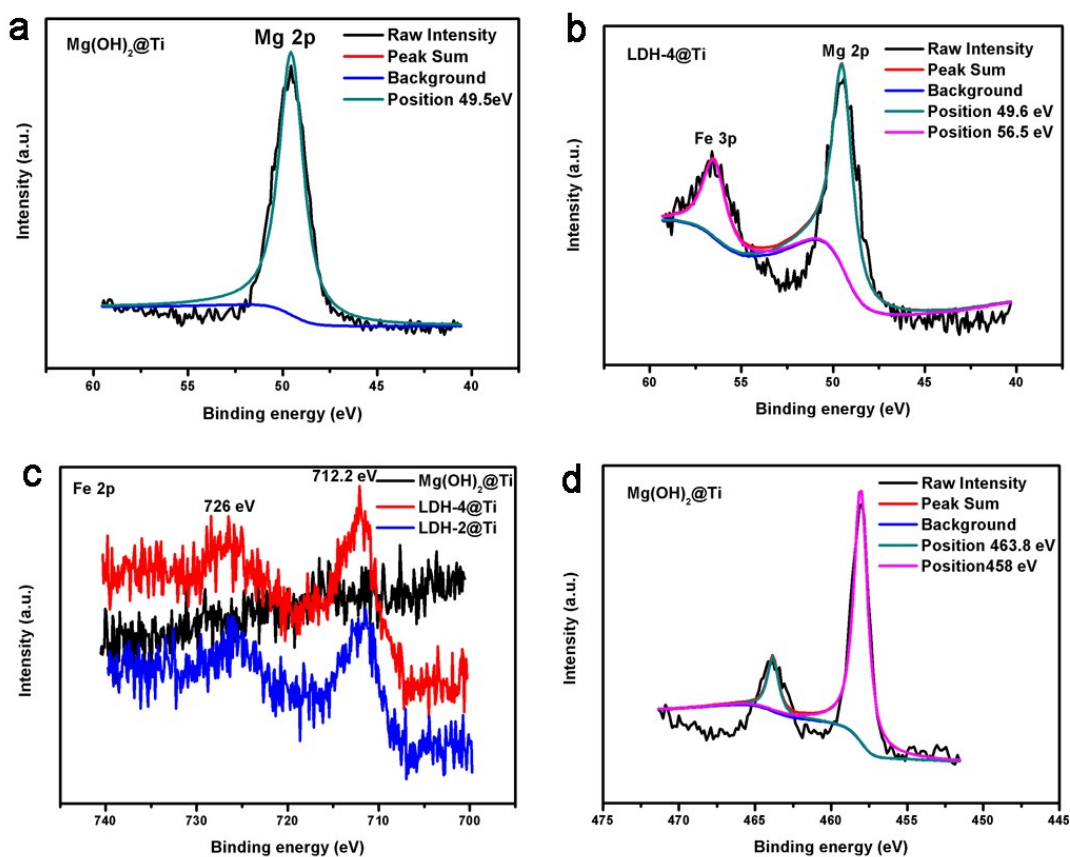 a
Mg(OH)2@Ti
Mg 2p
Raw Intensity
Peak Sum
Background
Position 49.5eV
Intensity (a.u.)
60 55 50 45 40
Binding energy (eV)
b
LDH-4@Ti
Mg 2p
Fe 3p
Raw Intensity
Peak Sum
Background
Position 49.6 eV
Position 56.5 eV
Intensity (a.u.)
60 55 50 45 40
Binding energy (eV)
c
Fe 2p
726 eV
712.2 eV
Mg(OH)2@Ti
LDH-4@Ti
LDH-2@Ti
Intensity (a.u.)
740 730 720 710 700
Binding energy (eV)
d
Mg(OH)2@Ti
Raw Intensity
Peak Sum
Background
Position 463.8 eV
Position458 eV
Intensity (a.u.)
475 470 465 460 455 450 445
Binding energy (eV)